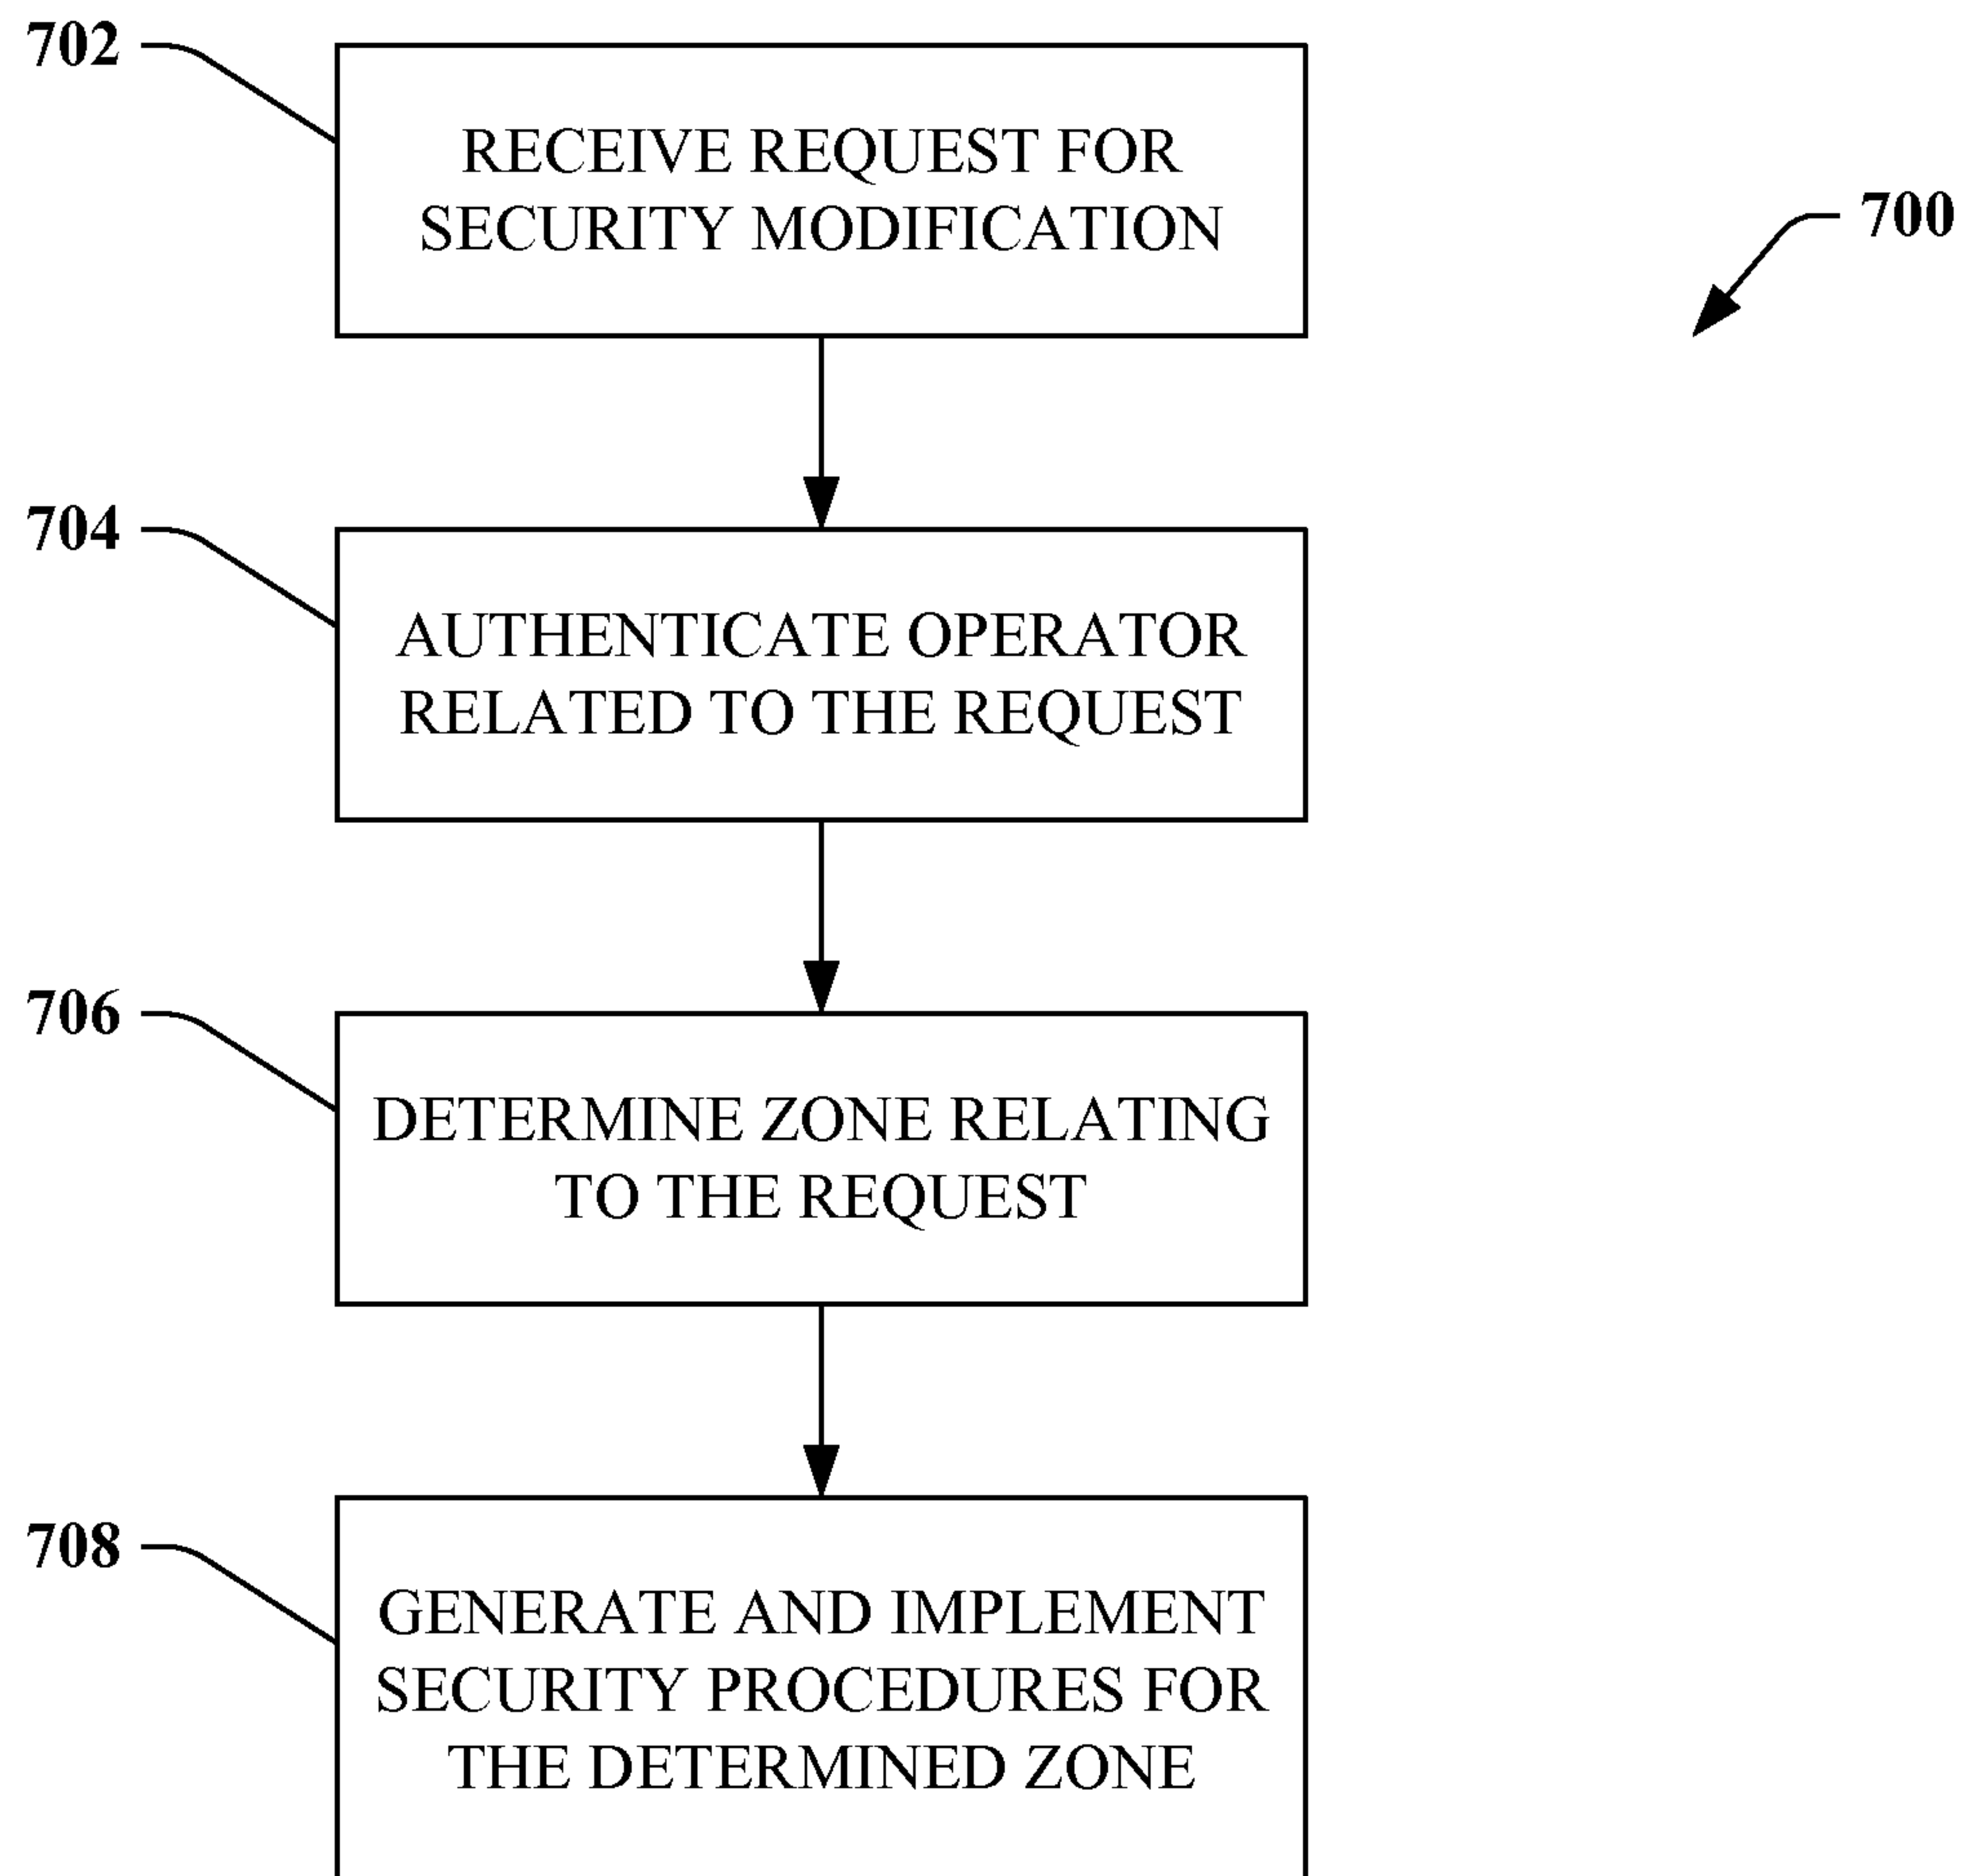 702
RECEIVE REQUEST FOR
SECURITY MODIFICATION
700
704
AUTHENTICATE OPERATOR
RELATED TO THE REQUEST
706
DETERMINE ZONE RELATING
TO THE REQUEST
708
GENERATE AND IMPLEMENT
SECURITY PROCEDURES FOR
THE DETERMINED ZONE